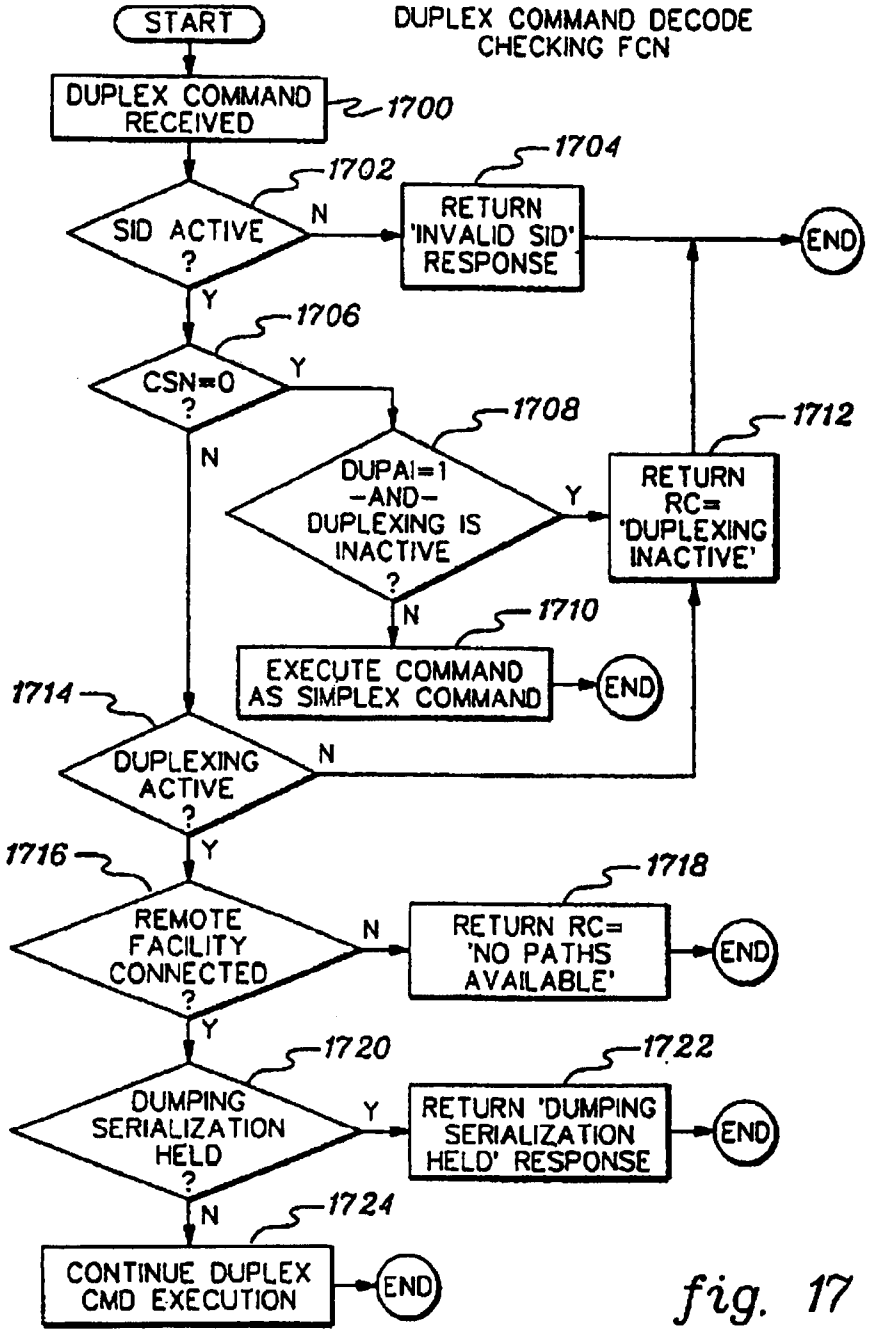 START
DUPLEX COMMAND DECODE
CHECKING FCN
DUPLEX COMMAND
RECEIVED
1700
1702
SID ACTIVE
?
N
Y
1704
RETURN
'INVALID SID'
RESPONSE
END
1706
CSN=0
?
Y
N
1708
DUPAI=1
-AND-
DUPLEXING IS
INACTIVE
?
Y
N
1712
RETURN
RC=
'DUPLEXING
INACTIVE'
1710
EXECUTE COMMAND
AS SIMPLEX COMMAND
END
1714
DUPLEXING
ACTIVE
?
N
Y
1716
REMOTE
FACILITY
CONNECTED
?
N
Y
1718
RETURN RC=
'NO PATHS
AVAILABLE'
END
1720
DUMPING
SERIALIZATION
HELD
?
Y
N
1722
RETURN 'DUMPING
SERIALIZATION
HELD' RESPONSE
END
1724
CONTINUE DUPLEX
CMD EXECUTION
END
fig. 17